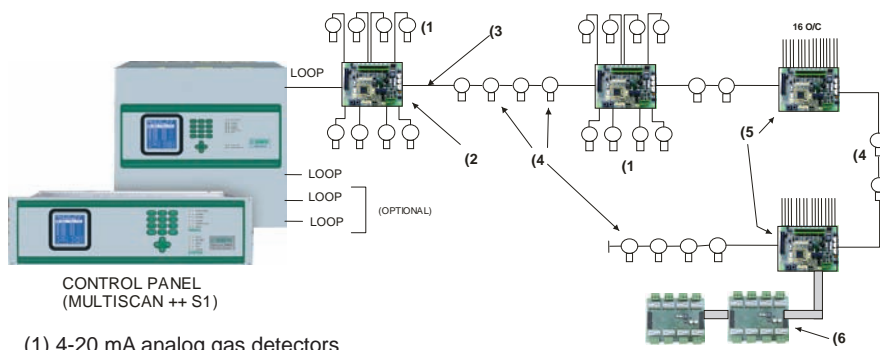 (1
(3
16 O/C
LOOP
(5
(2
(4
(1
(4
LOOP
LOOP
(OPTIONAL)
LOOP
CONTROL PANEL
(MULTISCAN ++ S1)
(6
(1) 4-20 mA analog gas detectors